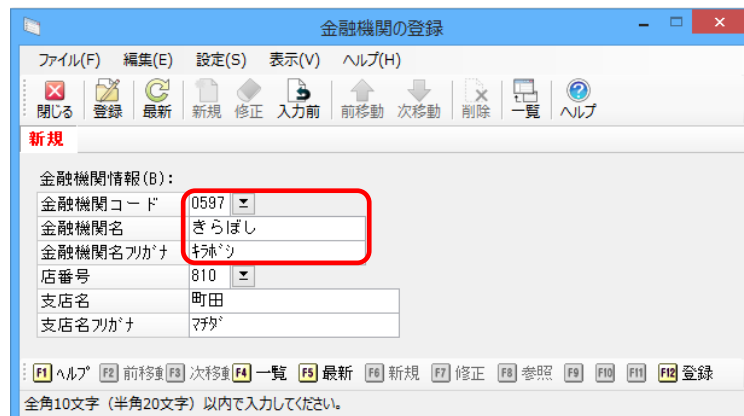 金融機関の登録
ファイル(F) 編集(E) 設定(S) 表示(V) ヘルプ(H)
閉じる 登録 最新 新規 修正 入力前 前移動 次移動 削除 一覧 ヘルプ
新規
金融機関情報(B):
金融機関コード 0597
金融機関名 きらぼし
金融機関名ﾌﾘｶﾞﾅ ｷﾗﾎﾞｼ
店番号 810
支店名 町田
支店名ﾌﾘｶﾞﾅ ﾏﾁﾀﾞ
F1 ヘルプ F2 前移動 F3 次移動 F4 一覧 F5 最新 F6 新規 F7 修正 F8 参照 F9 F10 F11 F12 登録
全角10文字（半角20文字）以内で入力してください。